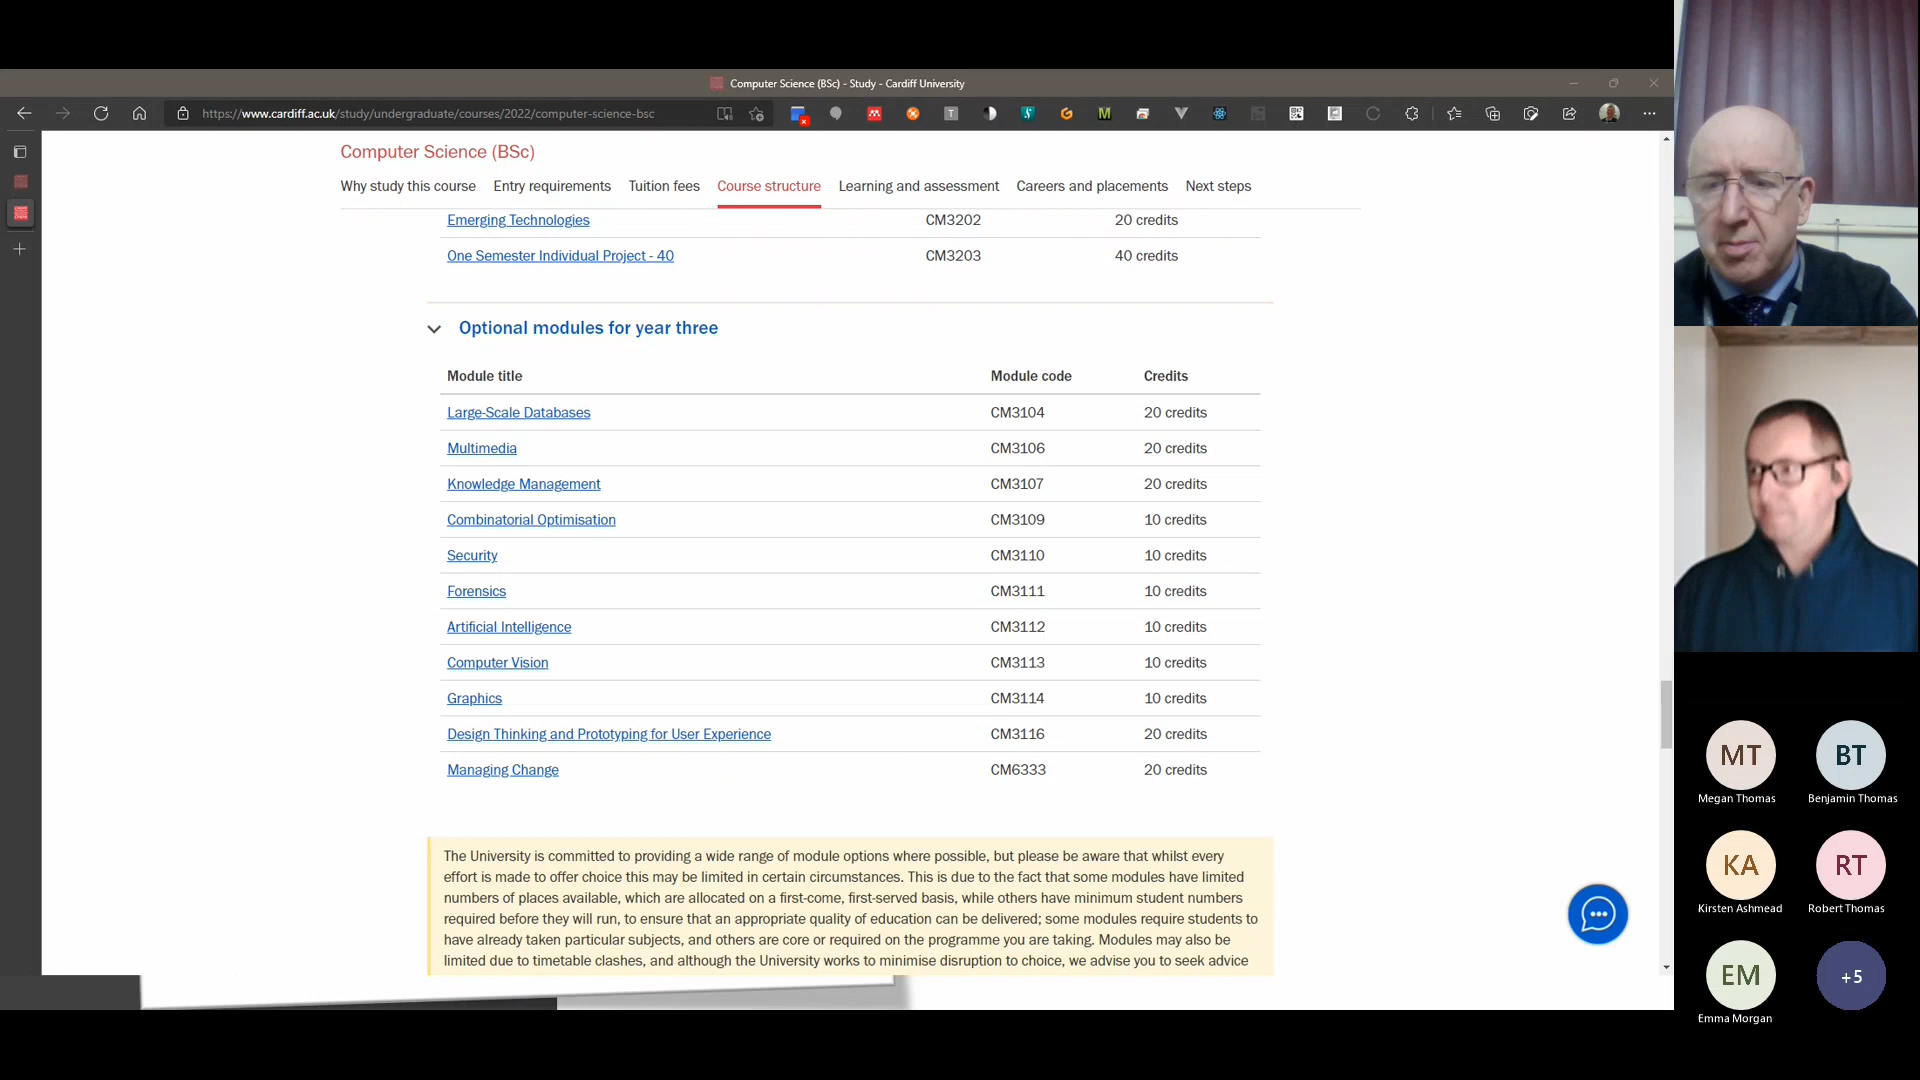 Computer Science (BSc) - Study - Cardiff University
https://www.cardiff.ac.uk/study/undergraduate/courses/2022/computer-science-bsc
Computer Science (BSc)
Why study this course Entry requirements Tuition fees Course structure Learning and assessment Careers and placements Next steps
Emerging Technologies CM3202 20 credits
One Semester Individual Project - 40 CM3203 40 credits
Optional modules for year three
Module title Module code Credits
Large-Scale Databases CM3104 20 credits
Multimedia CM3106 20 credits
Knowledge Management CM3107 20 credits
Combinatorial Optimisation CM3109 10 credits
Security CM3110 10 credits
Forensics CM3111 10 credits
Artificial Intelligence CM3112 10 credits
Computer Vision CM3113 10 credits
Graphics CM3114 10 credits
Design Thinking and Prototyping for User Experience CM3116 20 credits
Managing Change CM6333 20 credits
The University is committed to providing a wide range of module options where possible, but please be aware that whilst every
effort is made to offer choice this may be limited in certain circumstances. This is due to the fact that some modules have limited
numbers of places available, which are allocated on a first-come, first-served basis, while others have minimum student numbers
required before they will run, to ensure that an appropriate quality of education can be delivered; some modules require students to
have already taken particular subjects, and others are core or required on the programme you are taking. Modules may also be
limited due to timetable clashes, and although the University works to minimise disruption to choice, we advise you to seek advice
MT BT
Megan Thomas Benjamin Thomas
KA RT
Kirsten Ashmead Robert Thomas
EM +5
Emma Morgan